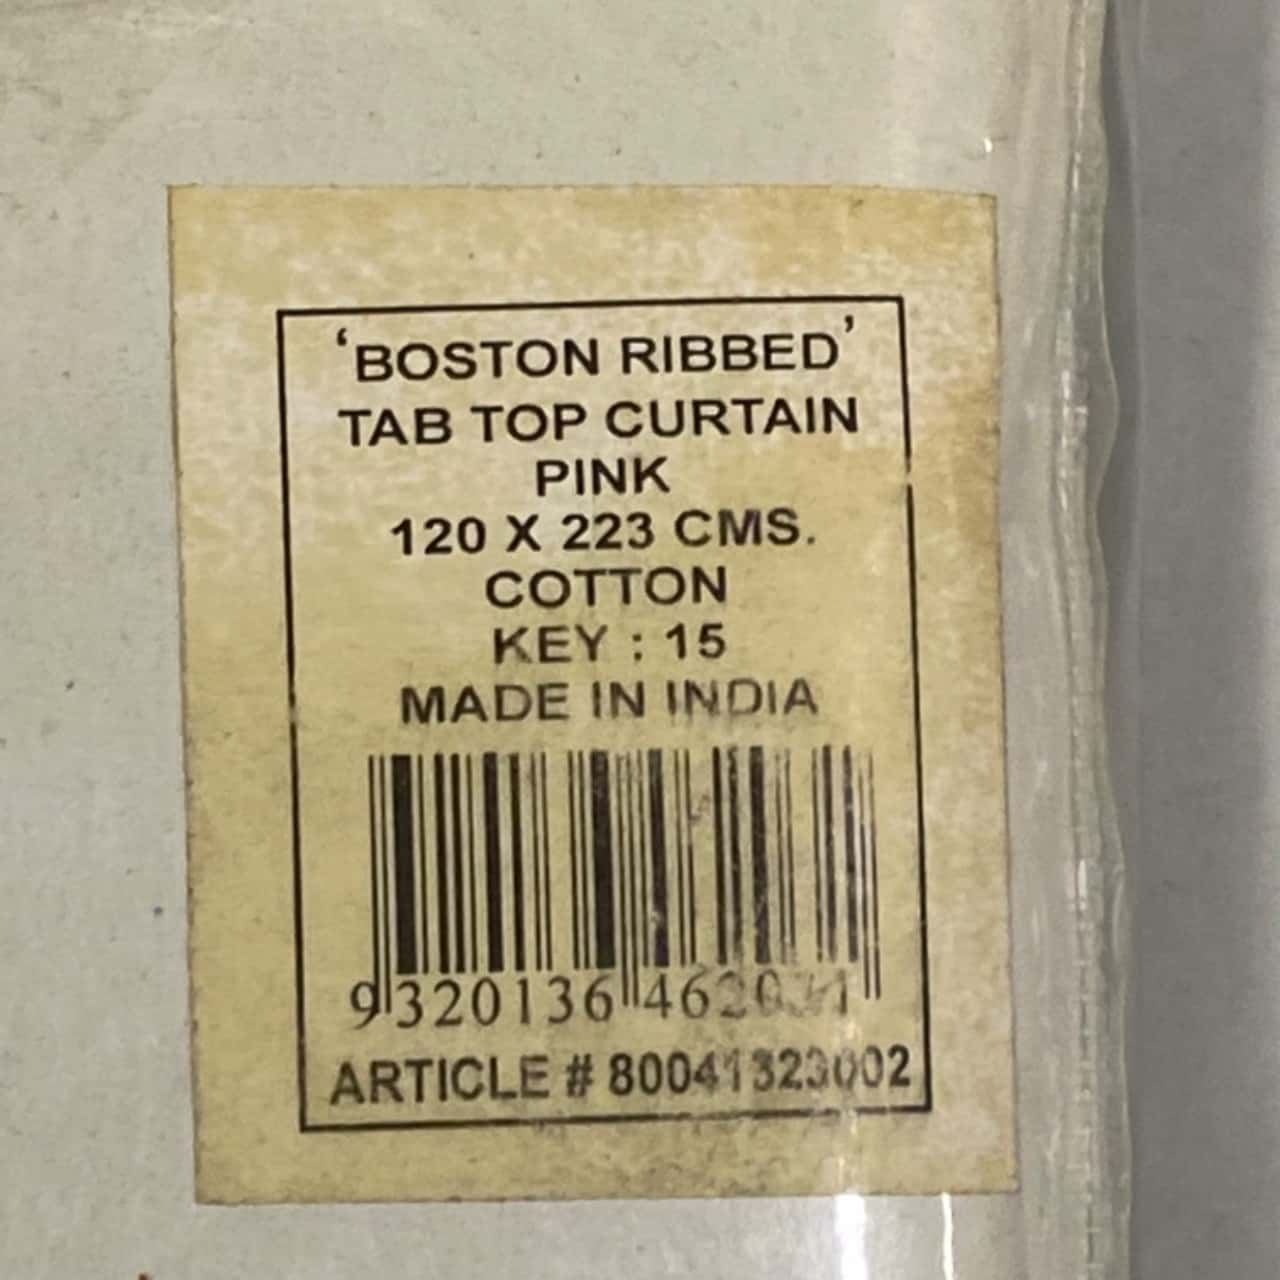 ‘BOSTON RIBBED’
TAB TOP CURTAIN
PINK
120 X 223 CMS.
COTTON
KEY : 15
MADE IN INDIA
9 320136 462031
ARTICLE # 80041323002